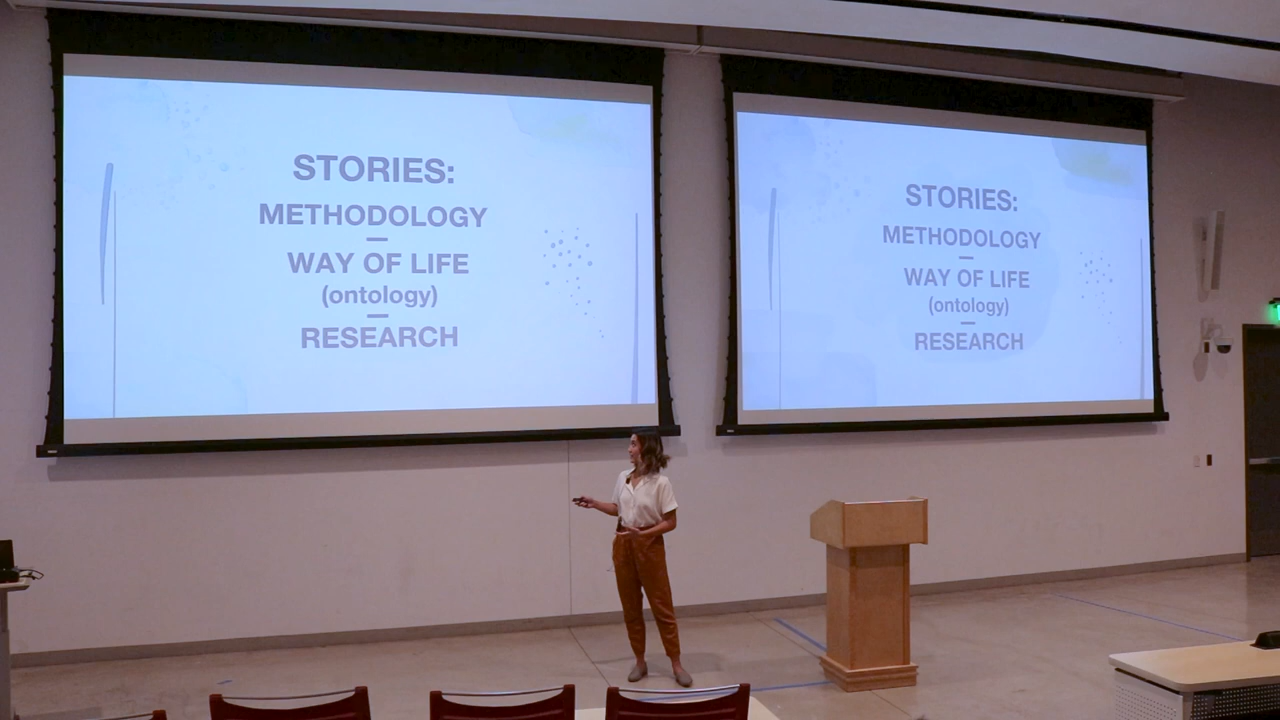 STORIES:
METHODOLOGY
—
WAY OF LIFE
(ontology)
—
RESEARCH
STORIES:
METHODOLOGY
—
WAY OF LIFE
(ontology)
—
RESEARCH